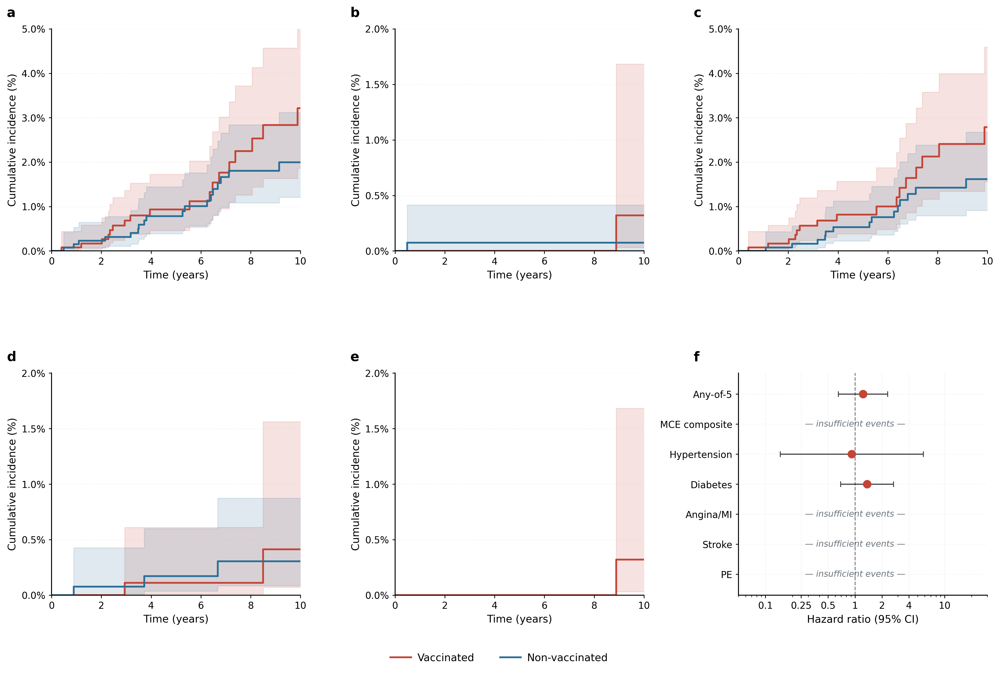 a
5.0%
4.0%
3.0%
2.0%
1.0%
0.0%
Cumulative incidence (%)
0 2 4 6 8 10
Time (years)
b
2.0%
1.5%
1.0%
0.5%
0.0%
Cumulative incidence (%)
0 2 4 6 8 10
Time (years)
c
5.0%
4.0%
3.0%
2.0%
1.0%
0.0%
Cumulative incidence (%)
0 2 4 6 8 10
Time (years)
d
2.0%
1.5%
1.0%
0.5%
0.0%
Cumulative incidence (%)
0 2 4 6 8 10
Time (years)
e
2.0%
1.5%
1.0%
0.5%
0.0%
Cumulative incidence (%)
0 2 4 6 8 10
Time (years)
f
Any-of-5
MCE composite — insufficient events —
Hypertension
Diabetes
Angina/MI — insufficient events —
Stroke — insufficient events —
PE — insufficient events —
0.1 0.25 0.5 1 2 4 10
Hazard ratio (95% CI)
Vaccinated Non-vaccinated